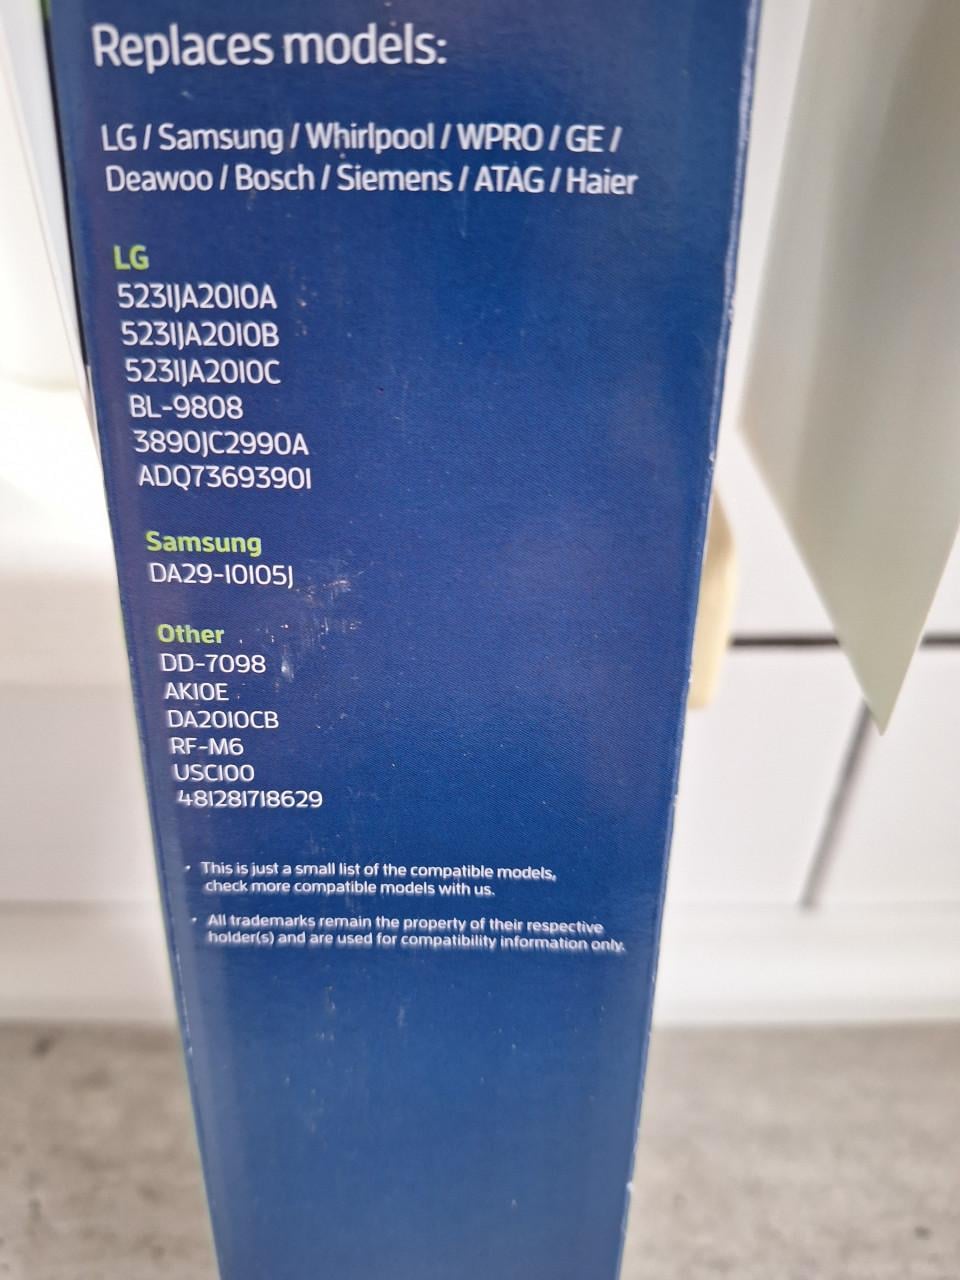 Replaces models:
LG / Samsung / Whirlpool / WPRO / GE /
Deawoo / Bosch / Siemens / ATAG / Haier
LG
5231JA2010A
5231JA2010B
5231JA2010C
BL-9808
3890JC2990A
ADQ73693901
Samsung
DA29-10105J
Other
DD-7098
AK10E
DA2010CB
RF-M6
USC100
481281718629
• This is just a small list of the compatible models,
check more compatible models with us.
• All trademarks remain the property of their respective
holder(s) and are used for compatibility information only.